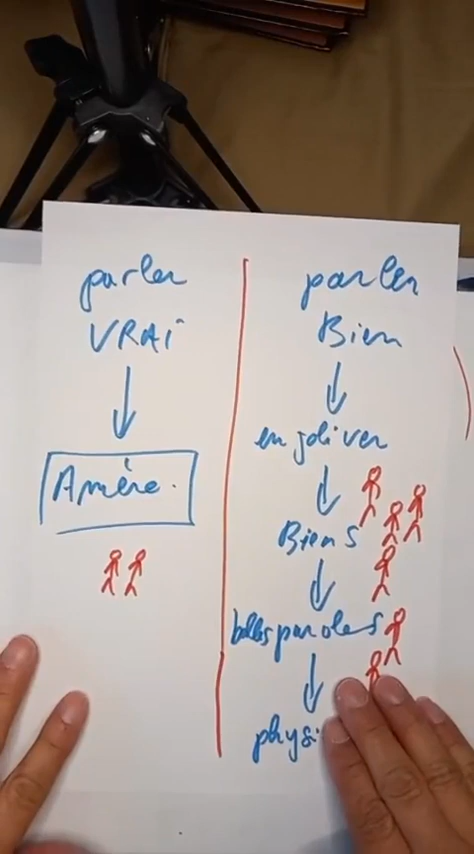 parler
VRAi
Amère.
parler
Bien
enjoliver
Biens
belles paroles